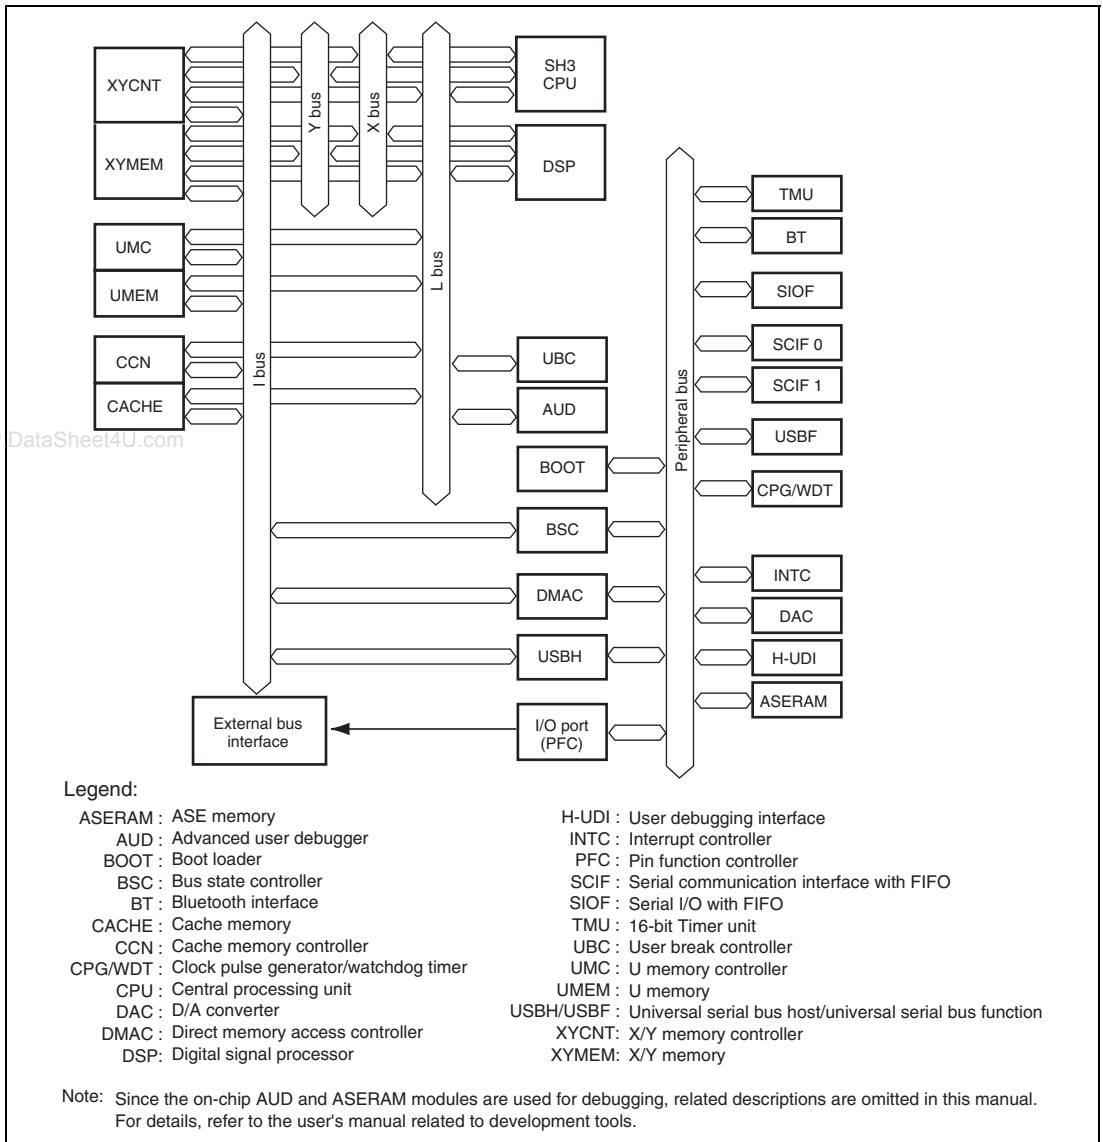 XYCNT
XYMEM
UMC
UMEM
CCN
CACHE
I bus
Y bus
X bus
L bus
SH3
CPU
DSP
UBC
AUD
BOOT
BSC
DMAC
USBH
I/O port
(PFC)
External bus
interface
Peripheral bus
TMU
BT
SIOF
SCIF 0
SCIF 1
USBF
CPG/WDT
INTC
DAC
H-UDI
ASERAM
DataSheet4U.com
Legend:
ASERAM : ASE memory
AUD : Advanced user debugger
BOOT : Boot loader
BSC : Bus state controller
BT : Bluetooth interface
CACHE : Cache memory
CCN : Cache memory controller
CPG/WDT : Clock pulse generator/watchdog timer
CPU : Central processing unit
DAC : D/A converter
DMAC : Direct memory access controller
DSP: Digital signal processor
H-UDI : User debugging interface
INTC : Interrupt controller
PFC : Pin function controller
SCIF : Serial communication interface with FIFO
SIOF : Serial I/O with FIFO
TMU : 16-bit Timer unit
UBC : User break controller
UMC : U memory controller
UMEM : U memory
USBH/USBF : Universal serial bus host/universal serial bus function
XYCNT: X/Y memory controller
XYMEM: X/Y memory
Note: Since the on-chip AUD and ASERAM modules are used for debugging, related descriptions are omitted in this manual.
For details, refer to the user's manual related to development tools.